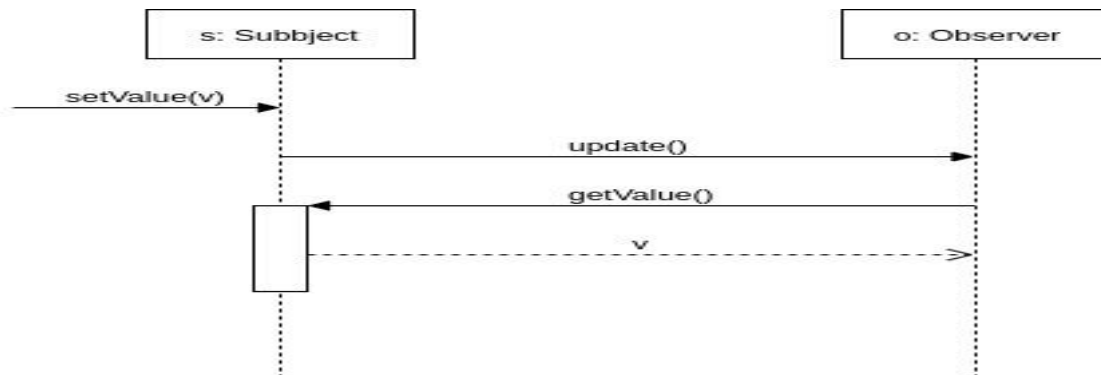 s: Subbject
o: Observer
setValue(v)
update()
getValue()
v